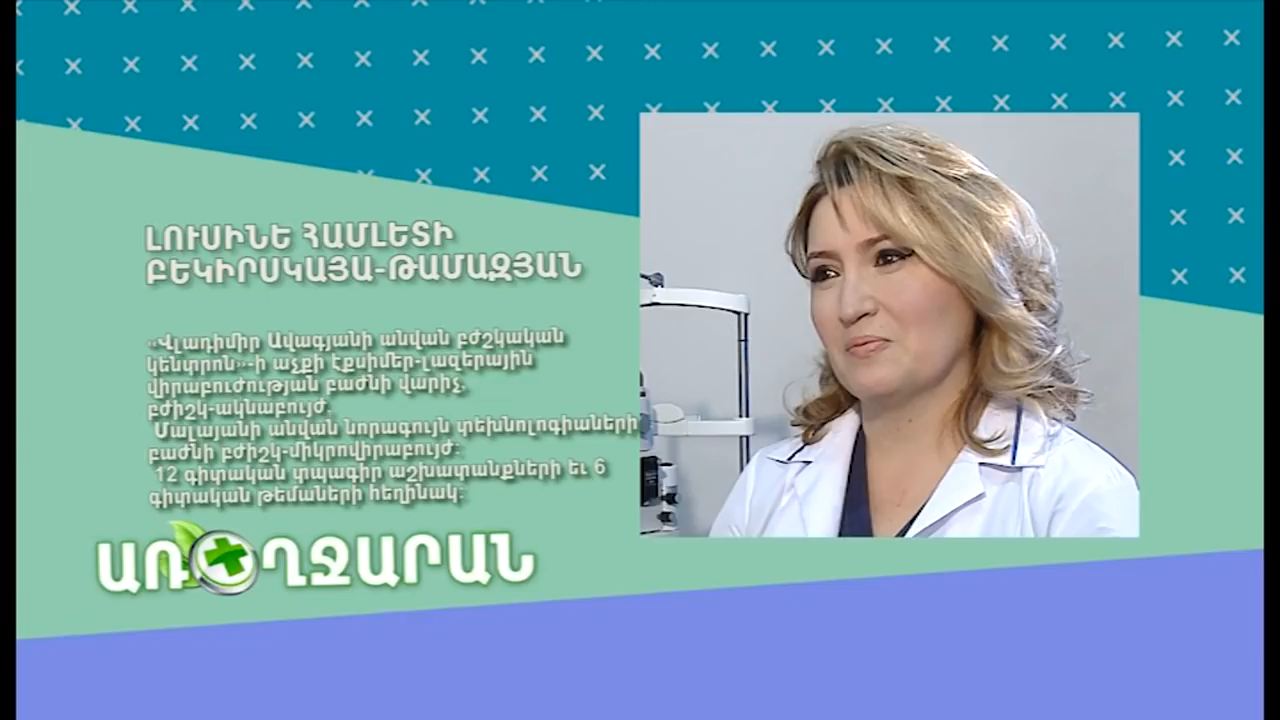 ԼՈՒՍԻՆԵ ՀԱՄԼԵՏԻ
ԲԵԿԻՐՍԿԱՅԱ-ԹԱՄԱԶՅԱՆ
«Վլադիմիր Ավագյանի անվան բժշկական
կենտրոն»-ի աչքի էքսիմեր-լազերային
վիրաբուժության բաժնի վարիչ,
բժիշկ-ակնաբույժ,
Մալայանի անվան նորագույն տեխնոլոգիաների
բաժնի բժիշկ-միկրովիրաբույժ:
12 գիտական տպագիր աշխատանքների եւ 6
գիտական թեմաների հեղինակ:
ԱՌՈՂՋԱՐԱՆ